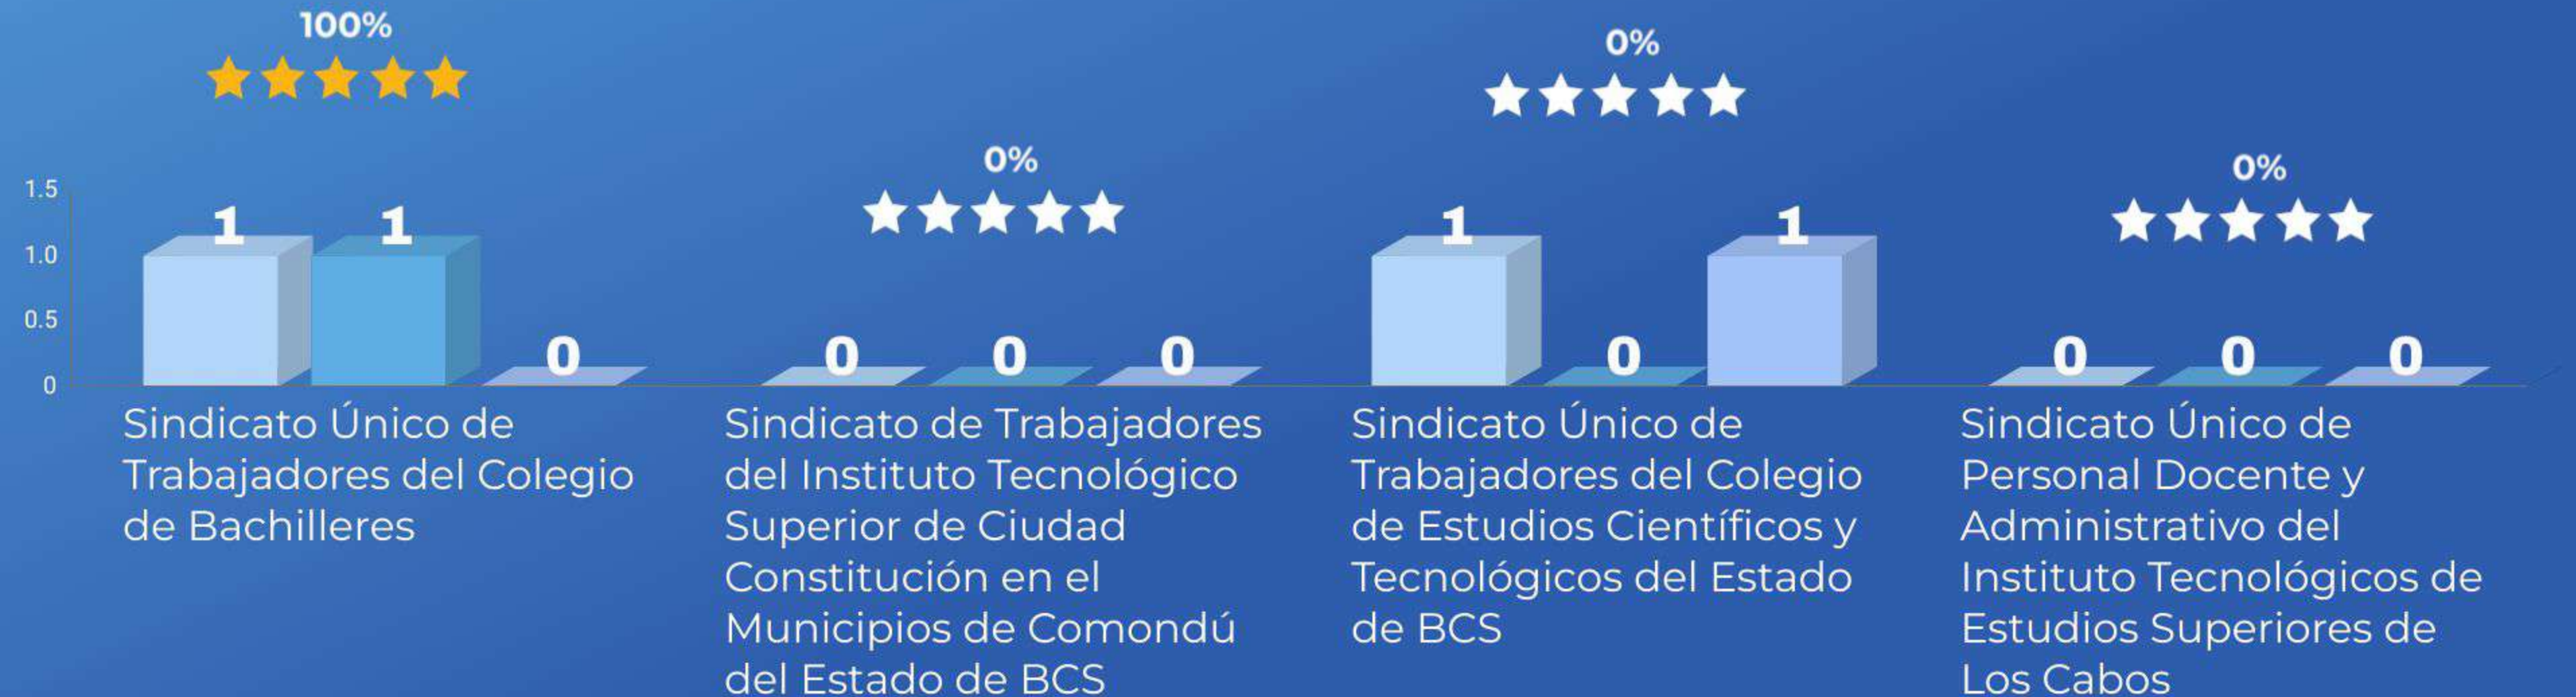 100%
0%
0%
0%
1.5
1.0
0.5
0
1
1
0
0
0
0
1
0
1
0
0
0
Sindicato Único de
Trabajadores del Colegio
de Bachilleres
Sindicato de Trabajadores
del Instituto Tecnológico
Superior de Ciudad
Constitución en el
Municipios de Comondú
del Estado de BCS
Sindicato Único de
Trabajadores del Colegio
de Estudios Científicos y
Tecnológicos del Estado
de BCS
Sindicato Único de
Personal Docente y
Administrativo del
Instituto Tecnológicos de
Estudios Superiores de
Los Cabos